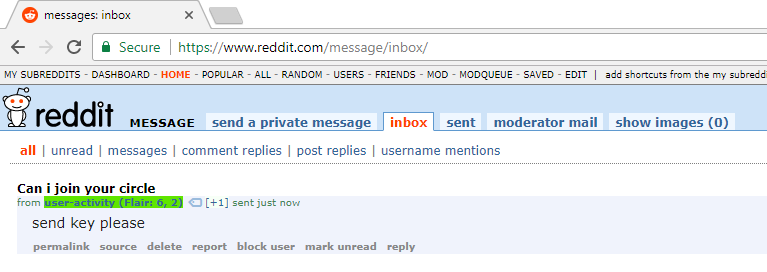 messages: inbox
Secure | https://www.reddit.com/message/inbox/
MY SUBREDDITS - DASHBOARD - HOME - POPULAR - ALL - RANDOM - USERS - FRIENDS - MOD - MODQUEUE - SAVED - EDIT | add shortcuts from the my subreddi
reddit MESSAGE send a private message inbox sent moderator mail show images (0)
all | unread | messages | comment replies | post replies | username mentions
Can i join your circle
from user-activity (Flair: 6, 2) [+1] sent just now
send key please
permalink source delete report block user mark unread reply